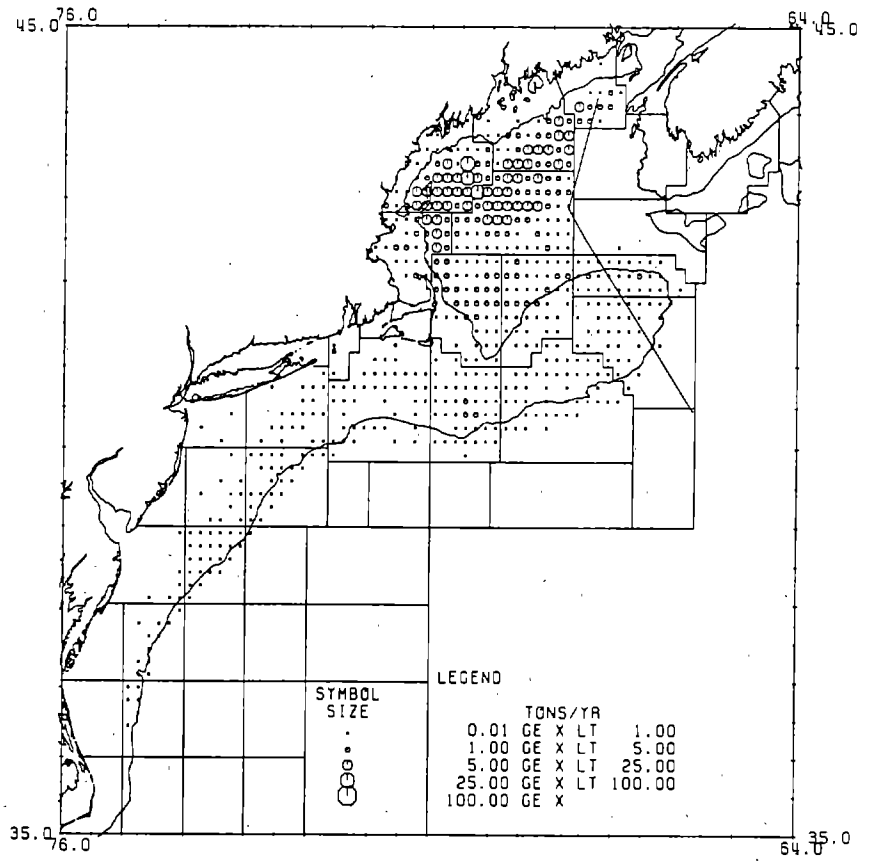 76.0 64.0
45.0 45.0
LEGEND
SYMBOL
SIZE
TONS/YR
0.01 GE X LT 1.00
1.00 GE X LT 5.00
5.00 GE X LT 25.00
25.00 GE X LT 100.00
100.00 GE X
35.0 35.0
76.0 64.0